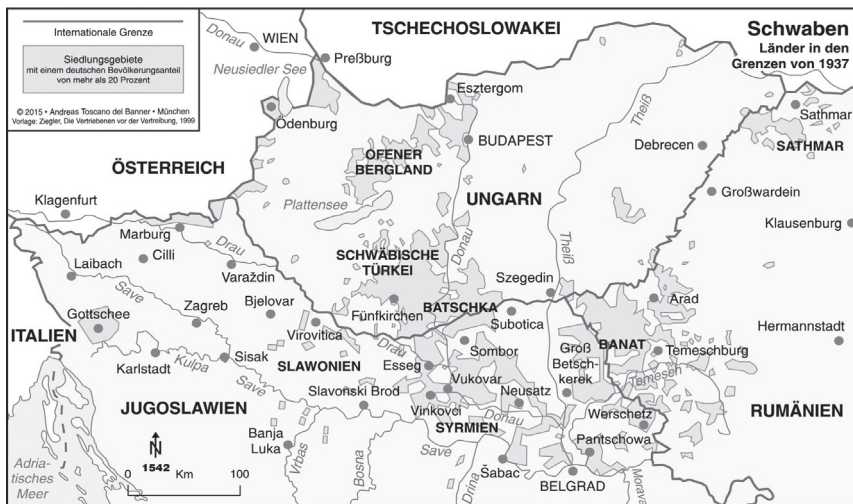 Internationale Grenze
Siedlungsgebiete
mit einem deutschen Bevölkerungsanteil
von mehr als 20 Prozent
© 2015 • Andreas Toscano del Banner • München
Vorlage: Ziegler, Die Vertriebenen vor der Vertreibung, 1999
Schwaben
Länder in den
Grenzen von 1937
TSCHECHOSLOWAKEI
Donau
WIEN
Preßburg
Neusiedler See
Ödenburg
Esztergom
BUDAPEST
Theiß
Debrecen
Sathmar
SATHMAR
OFENER
BERGLAND
ÖSTERREICH
UNGARN
Großwardein
Klagenfurt
Plattensee
Klausenburg
Marburg
Drau
Donau
Theiß
Cilli
Laibach
Varaždin
SCHWÄBISCHE
TÜRKEI
Szegedin
Save
Zagreb
Bjelovar
Fünfkirchen
BATSCHKA
Arad
Gottschee
Virovitica
Subotica
ITALIEN
Hermannstadt
BANAT
Temeschburg
Karlstadt
Kulpa
Sisak
SLAWONIEN
Drau
Sombor
Groß
Betsch-
kerek
Temesch
Esseg
Save
Vukovar
JUGOSLAWIEN
Slavonski Brod
Vinkovci
Neusatz
Donau
Werschetz
RUMÄNIEN
SYRMIEN
Banja
Luka
Pantschowa
Save
Vrbas
Bosna
Drina
Šabac
BELGRAD
Morava
Adria-
tisches
Meer
N
1542
0 Km 100